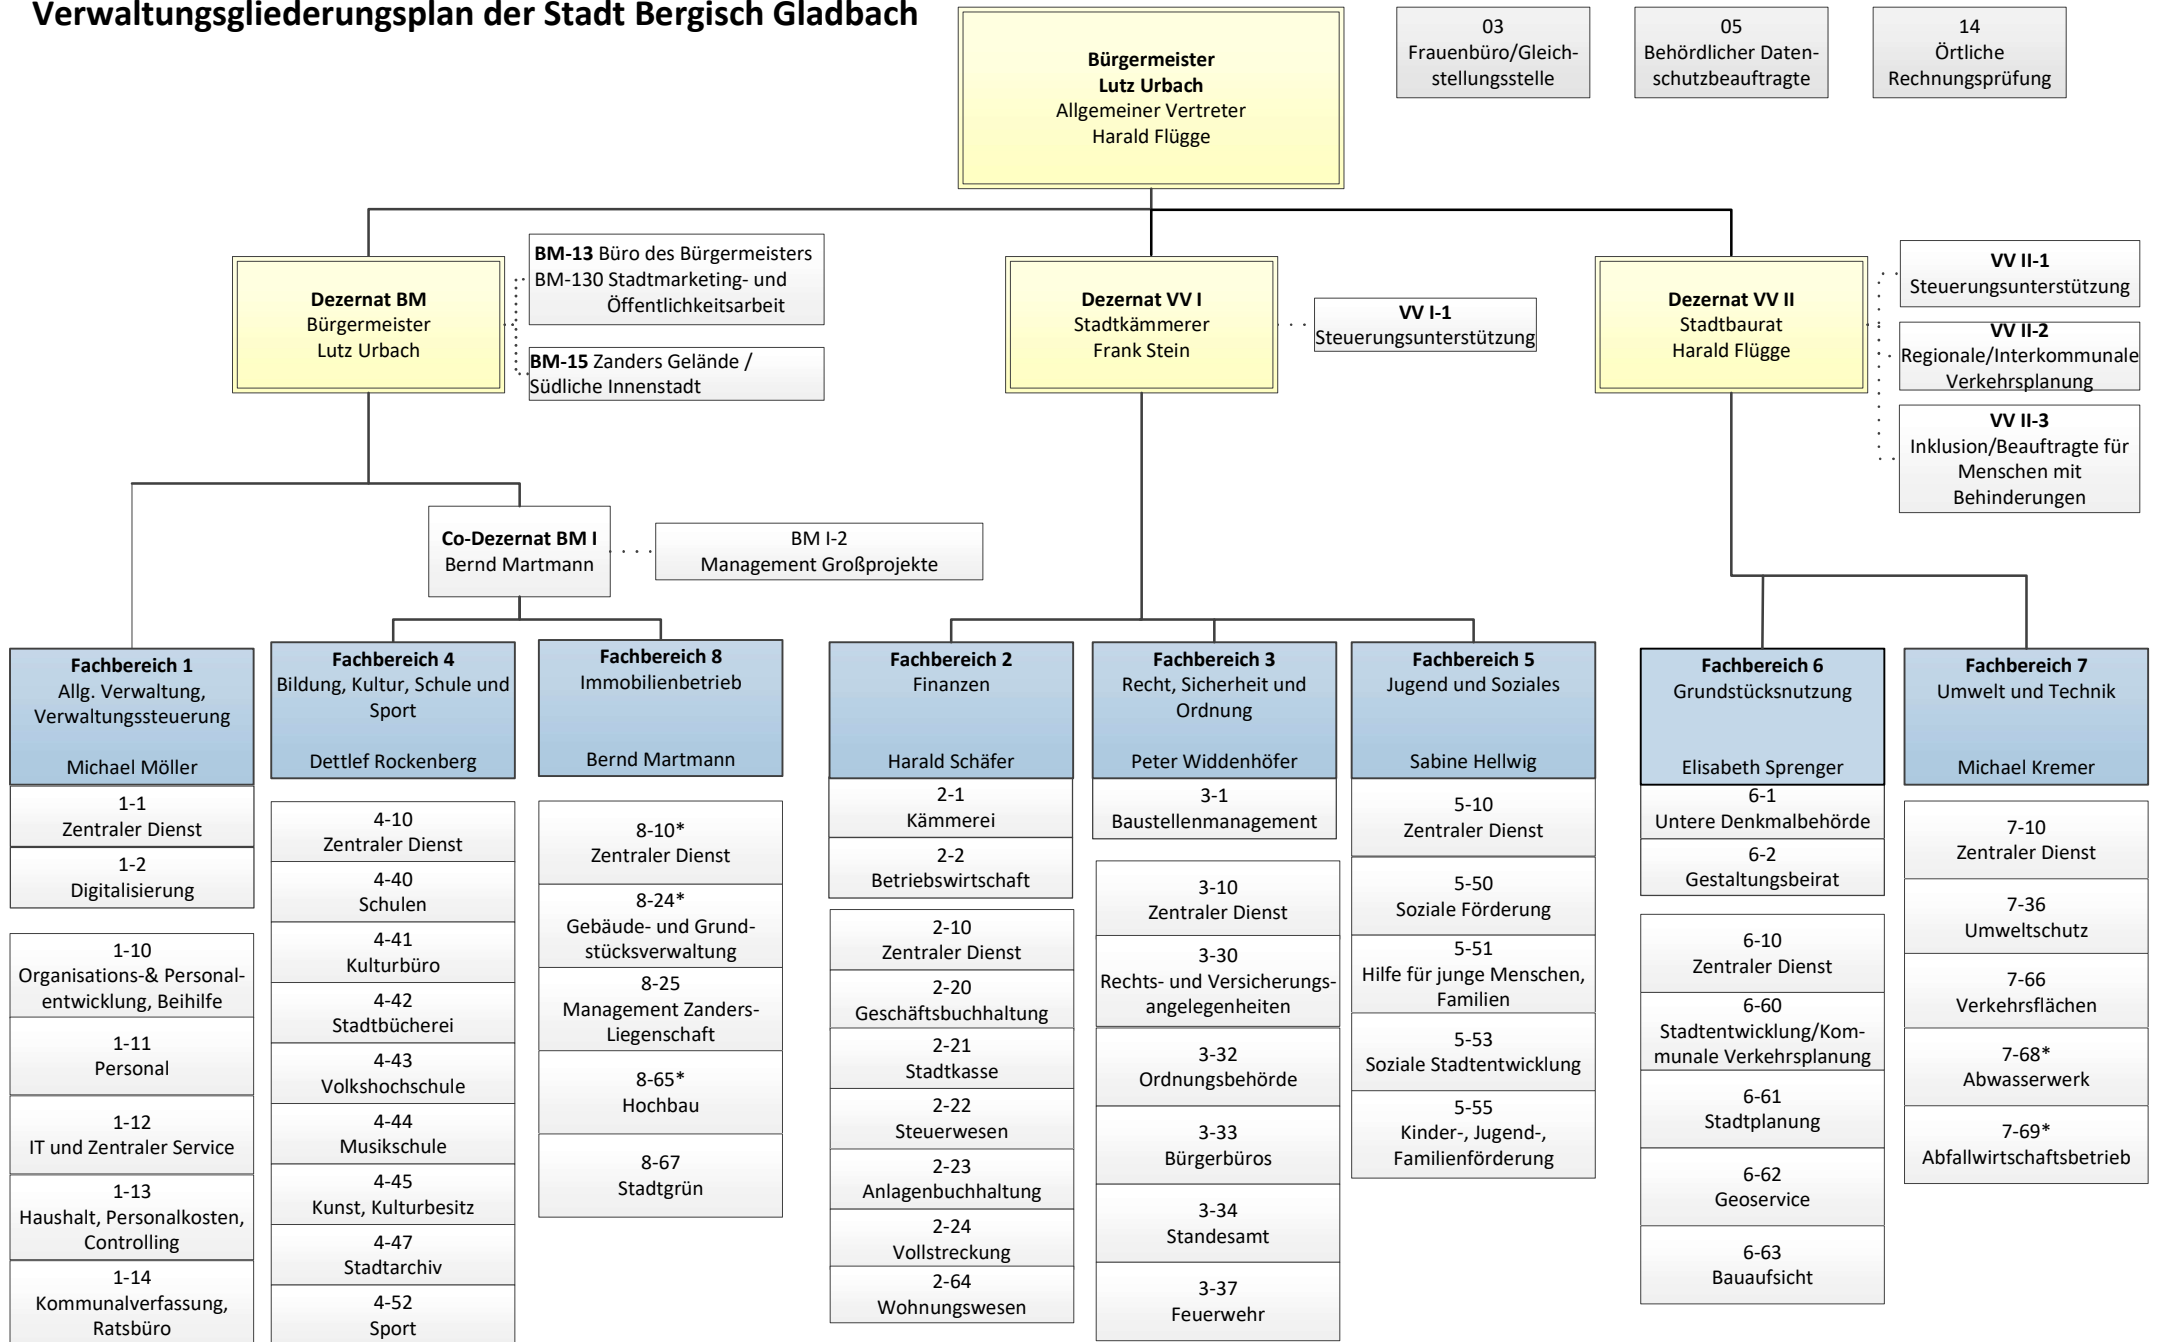 Verwaltungsgliederungsplan der Stadt Bergisch Gladbach
Bürgermeister
Lutz Urbach
Allgemeiner Vertreter
Harald Flügge
03
Frauenbüro/Gleich-
stellungsstelle
05
Behördlicher Daten-
schutzbeauftragte
14
Örtliche
Rechnungsprüfung
Dezernat BM
Bürgermeister
Lutz Urbach
BM-13 Büro des Bürgermeisters
BM-130 Stadtmarketing- und
Öffentlichkeitsarbeit
BM-15 Zanders Gelände /
Südliche Innenstadt
Dezernat VV I
Stadtkämmerer
Frank Stein
VV I-1
Steuerungsunterstützung
Dezernat VV II
Stadtbaurat
Harald Flügge
VV II-1
Steuerungsunterstützung
VV II-2
Regionale/Interkommunale
Verkehrsplanung
VV II-3
Inklusion/Beauftragte für
Menschen mit
Behinderungen
Co-Dezernat BM I
Bernd Martmann
BM I-2
Management Großprojekte
Fachbereich 1
Allg. Verwaltung,
Verwaltungssteuerung
Michael Möller
1-1
Zentraler Dienst
1-2
Digitalisierung
1-10
Organisations-& Personal-
entwicklung, Beihilfe
1-11
Personal
1-12
IT und Zentraler Service
1-13
Haushalt, Personalkosten,
Controlling
1-14
Kommunalverfassung,
Ratsbüro
Fachbereich 4
Bildung, Kultur, Schule und
Sport
Dettlef Rockenberg
4-10
Zentraler Dienst
4-40
Schulen
4-41
Kulturbüro
4-42
Stadtbücherei
4-43
Volkshochschule
4-44
Musikschule
4-45
Kunst, Kulturbesitz
4-47
Stadtarchiv
4-52
Sport
Fachbereich 8
Immobilienbetrieb
Bernd Martmann
8-10*
Zentraler Dienst
8-24*
Gebäude- und Grund-
stücksverwaltung
8-25
Management Zanders-
Liegenschaft
8-65*
Hochbau
8-67
Stadtgrün
Fachbereich 2
Finanzen
Harald Schäfer
2-1
Kämmerei
2-2
Betriebswirtschaft
2-10
Zentraler Dienst
2-20
Geschäftsbuchhaltung
2-21
Stadtkasse
2-22
Steuerwesen
2-23
Anlagenbuchhaltung
2-24
Vollstreckung
2-64
Wohnungswesen
Fachbereich 3
Recht, Sicherheit und
Ordnung
Peter Widdenhöfer
3-1
Baustellenmanagement
3-10
Zentraler Dienst
3-30
Rechts- und Versicherungs-
angelegenheiten
3-32
Ordnungsbehörde
3-33
Bürgerbüros
3-34
Standesamt
3-37
Feuerwehr
Fachbereich 5
Jugend und Soziales
Sabine Hellwig
5-10
Zentraler Dienst
5-50
Soziale Förderung
5-51
Hilfe für junge Menschen,
Familien
5-53
Soziale Stadtentwicklung
5-55
Kinder-, Jugend-,
Familienförderung
Fachbereich 6
Grundstücksnutzung
Elisabeth Sprenger
6-1
Untere Denkmalbehörde
6-2
Gestaltungsbeirat
6-10
Zentraler Dienst
6-60
Stadtentwicklung/Kom-
munale Verkehrsplanung
6-61
Stadtplanung
6-62
Geoservice
6-63
Bauaufsicht
Fachbereich 7
Umwelt und Technik
Michael Kremer
7-10
Zentraler Dienst
7-36
Umweltschutz
7-66
Verkehrsflächen
7-68*
Abwasserwerk
7-69*
Abfallwirtschaftsbetrieb